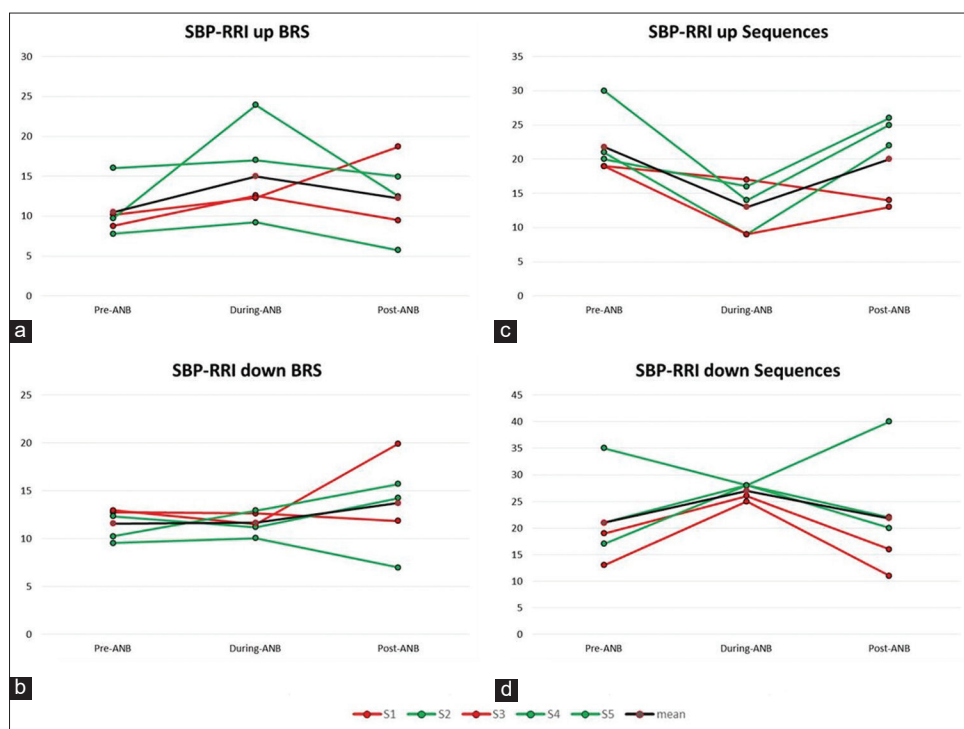 SBP-RRI up BRS
30
25
20
15
10
5
0
Pre-ANB During-ANB Post-ANB
a
SBP-RRI down BRS
25
20
15
10
5
0
Pre-ANB During-ANB Post-ANB
b
SBP-RRI up Sequences
35
30
25
20
15
10
5
0
Pre-ANB During-ANB Post-ANB
c
SBP-RRI down Sequences
45
40
35
30
25
20
15
10
5
0
Pre-ANB During-ANB Post-ANB
d
S1 S2 S3 S4 S5 mean